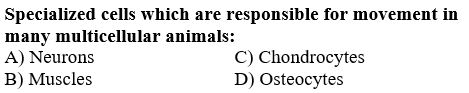 Specialized cells which are responsible for movement in
many multicellular animals:
A) Neurons C) Chondrocytes
B) Muscles D) Osteocytes